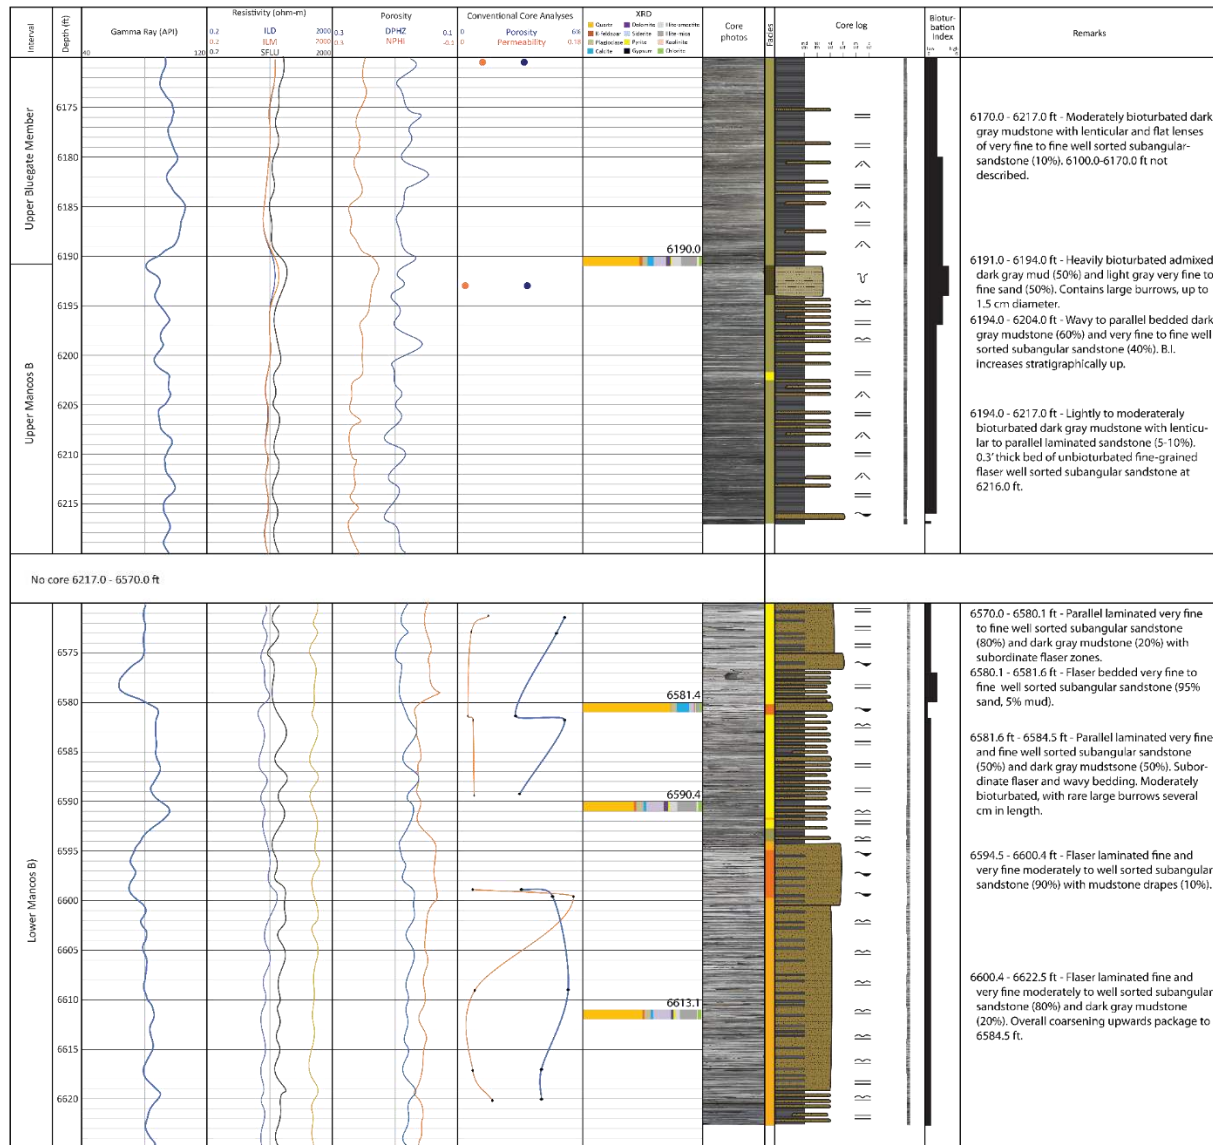 Interval
Depth (ft)
Gamma Ray (API)
40
120
Resistivity (ohm-m)
0.2 ILD 2000
0.2 ILM 2000
0.2 SFLU 2000
Porosity
0.3 DPHZ 0.1
0.3 NPHI -0.1
Conventional Core Analyses
0 Porosity 6%
0 Permeability
XRD
Quartz
K Feldspar
Plagioclase
Calcite
Dolomite
Siderite
Pyrite
Gypsum
Illite-smectite
Illite-mica
Kaolinite
Chlorite
Core
photos
Facies
Core log
Biotur-
bation
Index
Low
High
Remarks
Upper Bluegate Member
Upper Mancos B
6175
6180
6185
6190
6195
6200
6205
6210
6215
6190.0
6170.0 - 6217.0 ft - Moderately bioturbated dark
gray mudstone with lenticular and flat lenses
of very fine to fine well sorted subangular-
sandstone (10%). 6100.0-6170.0 ft not
described.
6191.0 - 6194.0 ft - Heavily bioturbated admixed
dark gray mud (50%) and light gray very fine to
fine sand (50%). Contains large burrows, up to
1.5 cm diameter.
6194.0 - 6204.0 ft - Wavy to parallel bedded dark
gray mudstone (60%) and very fine to fine well
sorted subangular sandstone (40%). B.I.
increases stratigraphically up.
6194.0 - 6217.0 ft - Lightly to moderateraly
bioturbated dark gray mudstone with lenticu-
lar to parallel laminated sandstone (5-10%).
0.3' thick bed of unbioturbated fine-grained
flaser well sorted subangular sandstone at
6216.0 ft.
No core 6217.0 - 6570.0 ft
Lower Mancos B)
6575
6580
6585
6590
6595
6600
6605
6610
6615
6620
6581.4
6590.4
6613.1
6570.0 - 6580.1 ft - Parallel laminated very fine
to fine well sorted subangular sandstone
(80%) and dark gray mudstone (20%) with
subordinate flaser zones.
6580.1 - 6581.6 ft - Flaser bedded very fine to
fine well sorted subangular sandstone (95%
sand, 5% mud).
6581.6 - 6584.5 ft - Parallel laminated very fine
and fine well sorted subangular sandstone
(50%) and dark gray mudstsone (50%). Subor-
dinate flaser and wavy bedding. Moderately
bioturbated, with rare large burrows several
cm in length.
6594.5 - 6600.4 ft - Flaser laminated fine and
very fine moderately to well sorted subangular
sandstone (90%) with mudstone drapes (10%).
6600.4 - 6622.5 ft - Flaser laminated fine and
very fine moderately to well sorted subangular
sandstone (80%) and dark gray mudstone
(20%). Overall coarsening upwards package to
6584.5 ft.